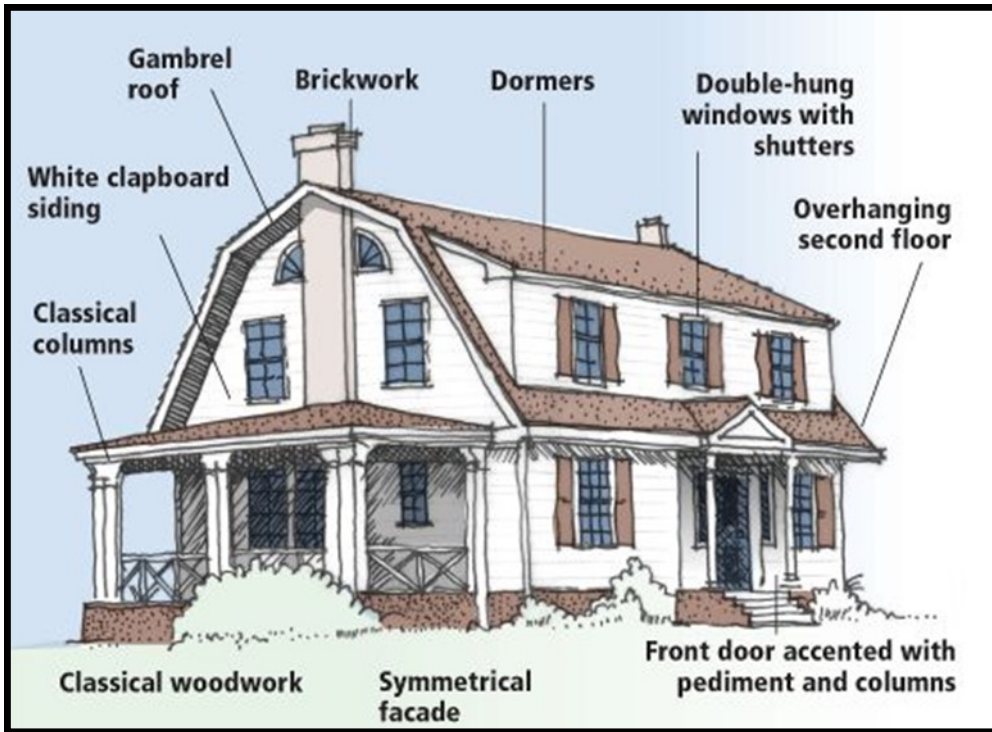 Gambrel
roof
Brickwork
Dormers
Double-hung
windows with
shutters
White clapboard
siding
Overhanging
second floor
Classical
columns
Front door accented with
pediment and columns
Classical woodwork
Symmetrical
facade